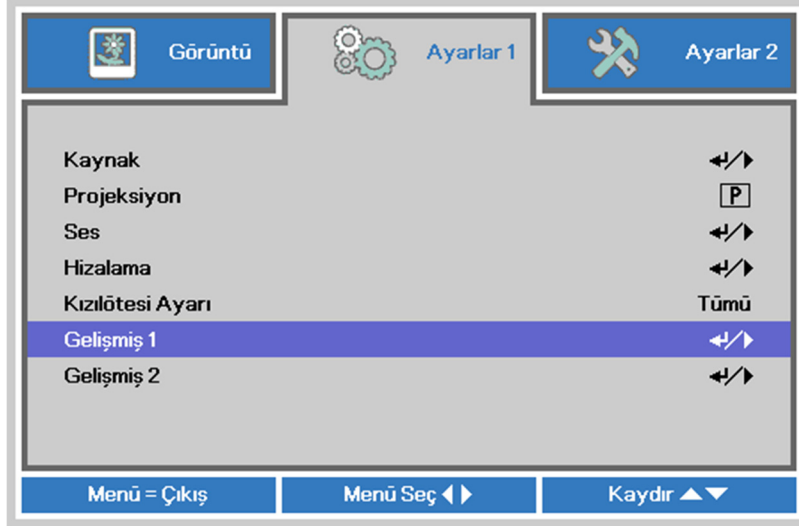 Görüntü
Ayarlar 1
Ayarlar 2
Kaynak
Projeksiyon P
Ses
Hizalama
Kızılötesi Ayarı Tümü
Gelişmiş 1
Gelişmiş 2
Menü = Çıkış
Menü Seç
Kaydır